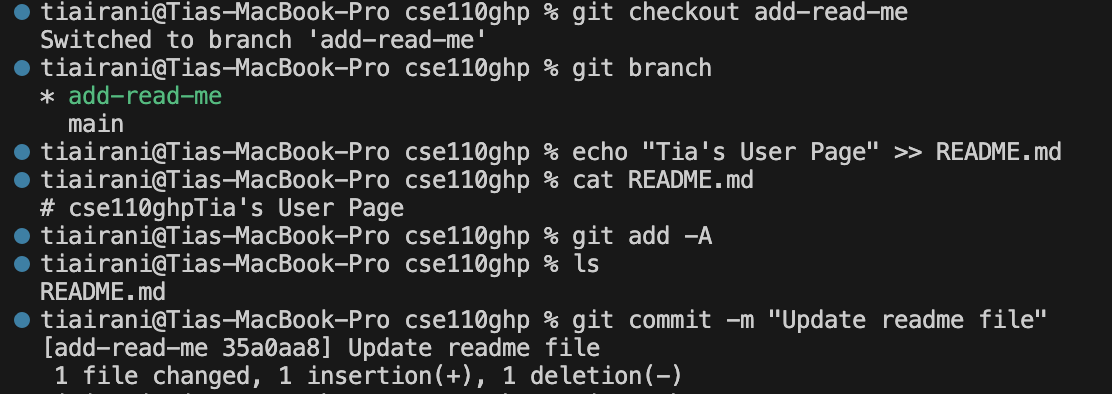 tiairani@Tias-MacBook-Pro cse110ghp % git checkout add-read-me
Switched to branch 'add-read-me'
tiairani@Tias-MacBook-Pro cse110ghp % git branch
* add-read-me
main
tiairani@Tias-MacBook-Pro cse110ghp % echo "Tia's User Page" >> README.md
tiairani@Tias-MacBook-Pro cse110ghp % cat README.md
# cse110ghpTia's User Page
tiairani@Tias-MacBook-Pro cse110ghp % git add -A
tiairani@Tias-MacBook-Pro cse110ghp % ls
README.md
tiairani@Tias-MacBook-Pro cse110ghp % git commit -m "Update readme file"
[add-read-me 35a0aa8] Update readme file
1 file changed, 1 insertion(+), 1 deletion(-)